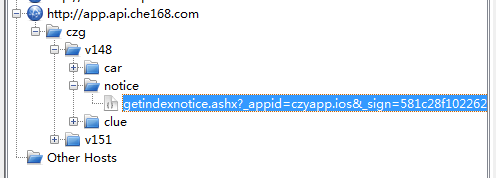 http://app.api.che168.com
czg
v148
car
notice
getindexnotice.ashx?_appid=czyapp.ios&_sign=581c28f102262
clue
v151
Other Hosts